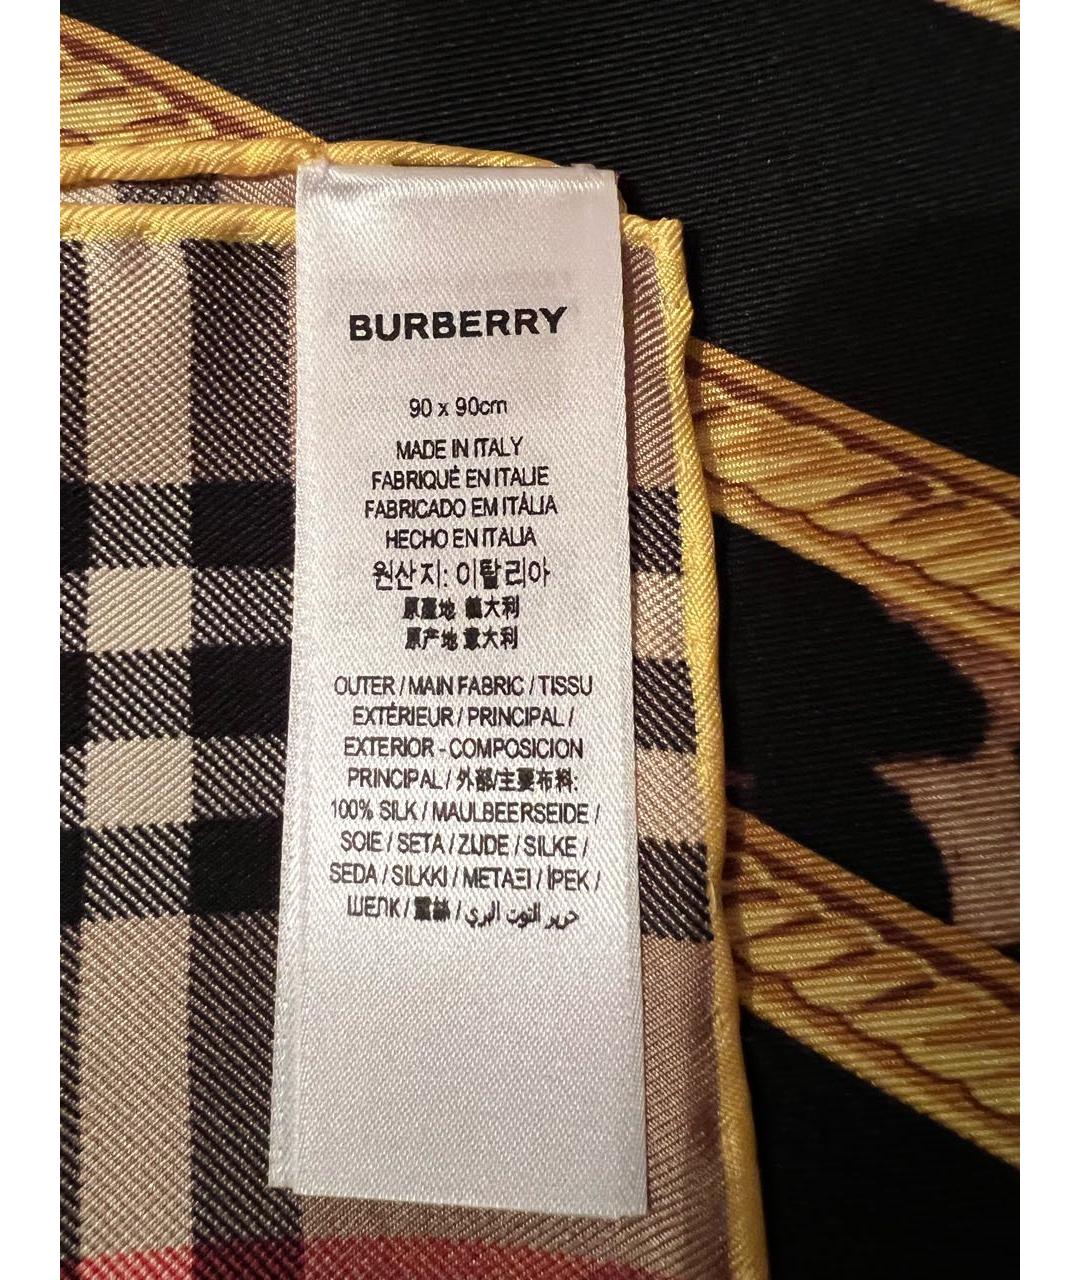 BURBERRY
90 x 90cm
MADE IN ITALY
FABRIQUÉ EN ITALIE
FABRICADO EM ITÁLIA
HECHO EN ITALIA
원산지: 이탈리아
原產地 義大利
原产地 意大利
OUTER / MAIN FABRIC / TISSU
EXTÉRIEUR / PRINCIPAL /
EXTERIOR - COMPOSICION
PRINCIPAL / 外部/主要布料:
100% SILK / MAULBEERSEIDE /
SOIE / SETA / ZIJDE / SILKE /
SEDA / SILKKI / ΜΕΤΑΞΙ / İPEK /
ШЕЛК / 蠶絲 / حرير التوت البري